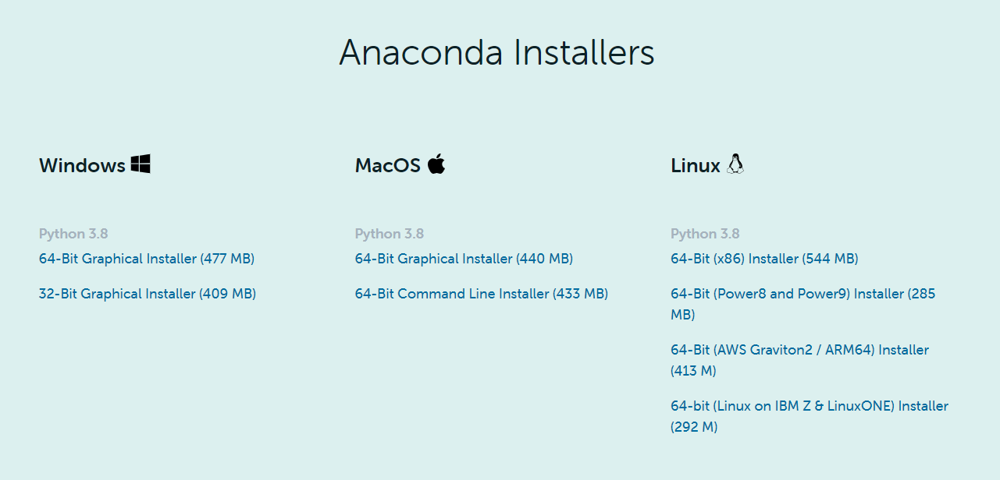 Anaconda Installers
Windows
Python 3.8
64-Bit Graphical Installer (477 MB)
32-Bit Graphical Installer (409 MB)
MacOS
Python 3.8
64-Bit Graphical Installer (440 MB)
64-Bit Command Line Installer (433 MB)
Linux
Python 3.8
64-Bit (x86) Installer (544 MB)
64-Bit (Power8 and Power9) Installer (285
MB)
64-Bit (AWS Graviton2 / ARM64) Installer
(413 M)
64-bit (Linux on IBM Z & LinuxONE) Installer
(292 M)